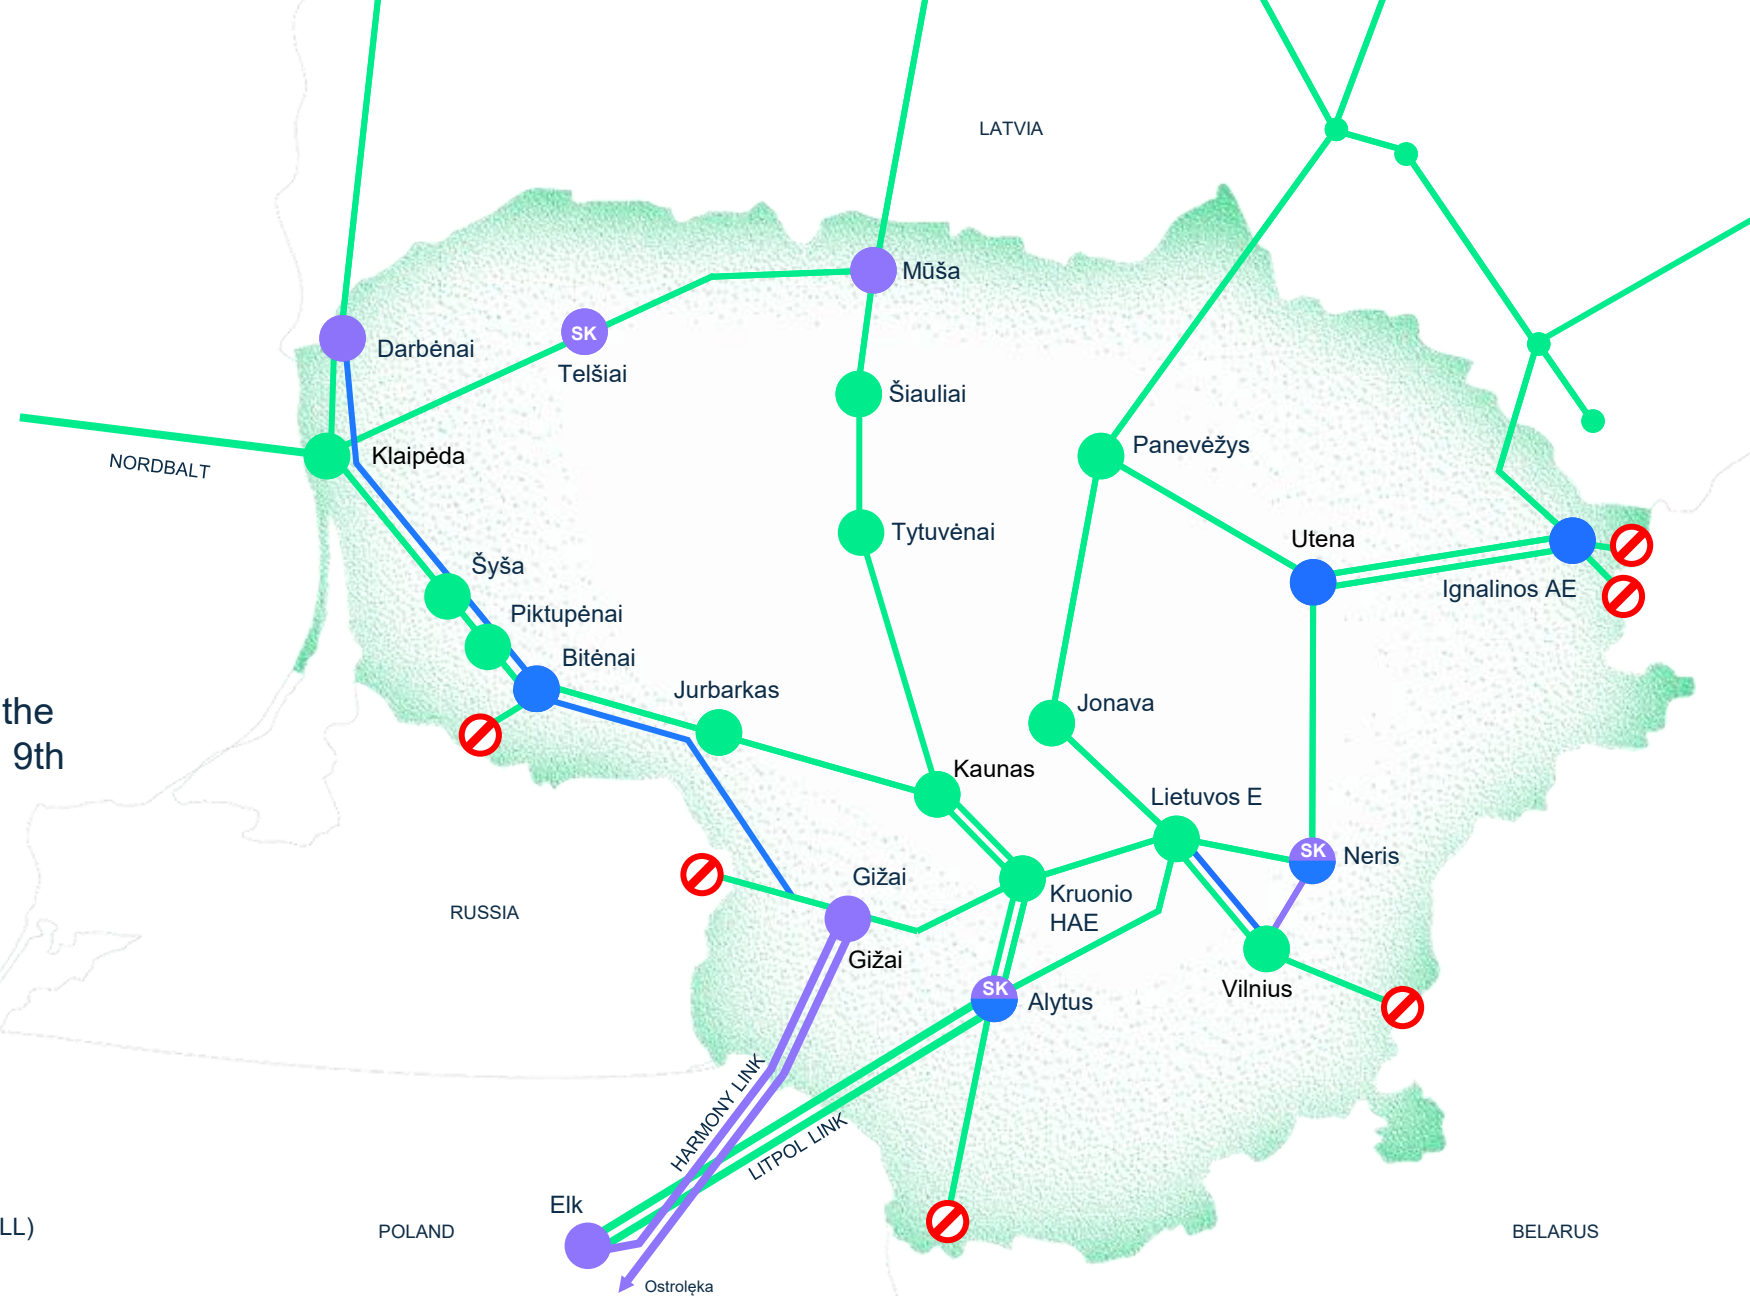 LATVIA
Mūša
SK
Telšiai
Darbėnai
Šiauliai
Klaipėda
NORDBALT
Panevėžys
Tytuvėnai
Utena
Ignalinos AE
Šyša
Piktupėnai
Bitėnai
Jurbarkas
Jonava
the
9th
Kaunas
Lietuvos E
SK
Neris
Gižai
Kruonio
HAE
RUSSIA
Gižai
Vilnius
SK
Alytus
HARMONY LINK
LITPOL LINK
Elk
LL)
POLAND
BELARUS
Ostrolęka